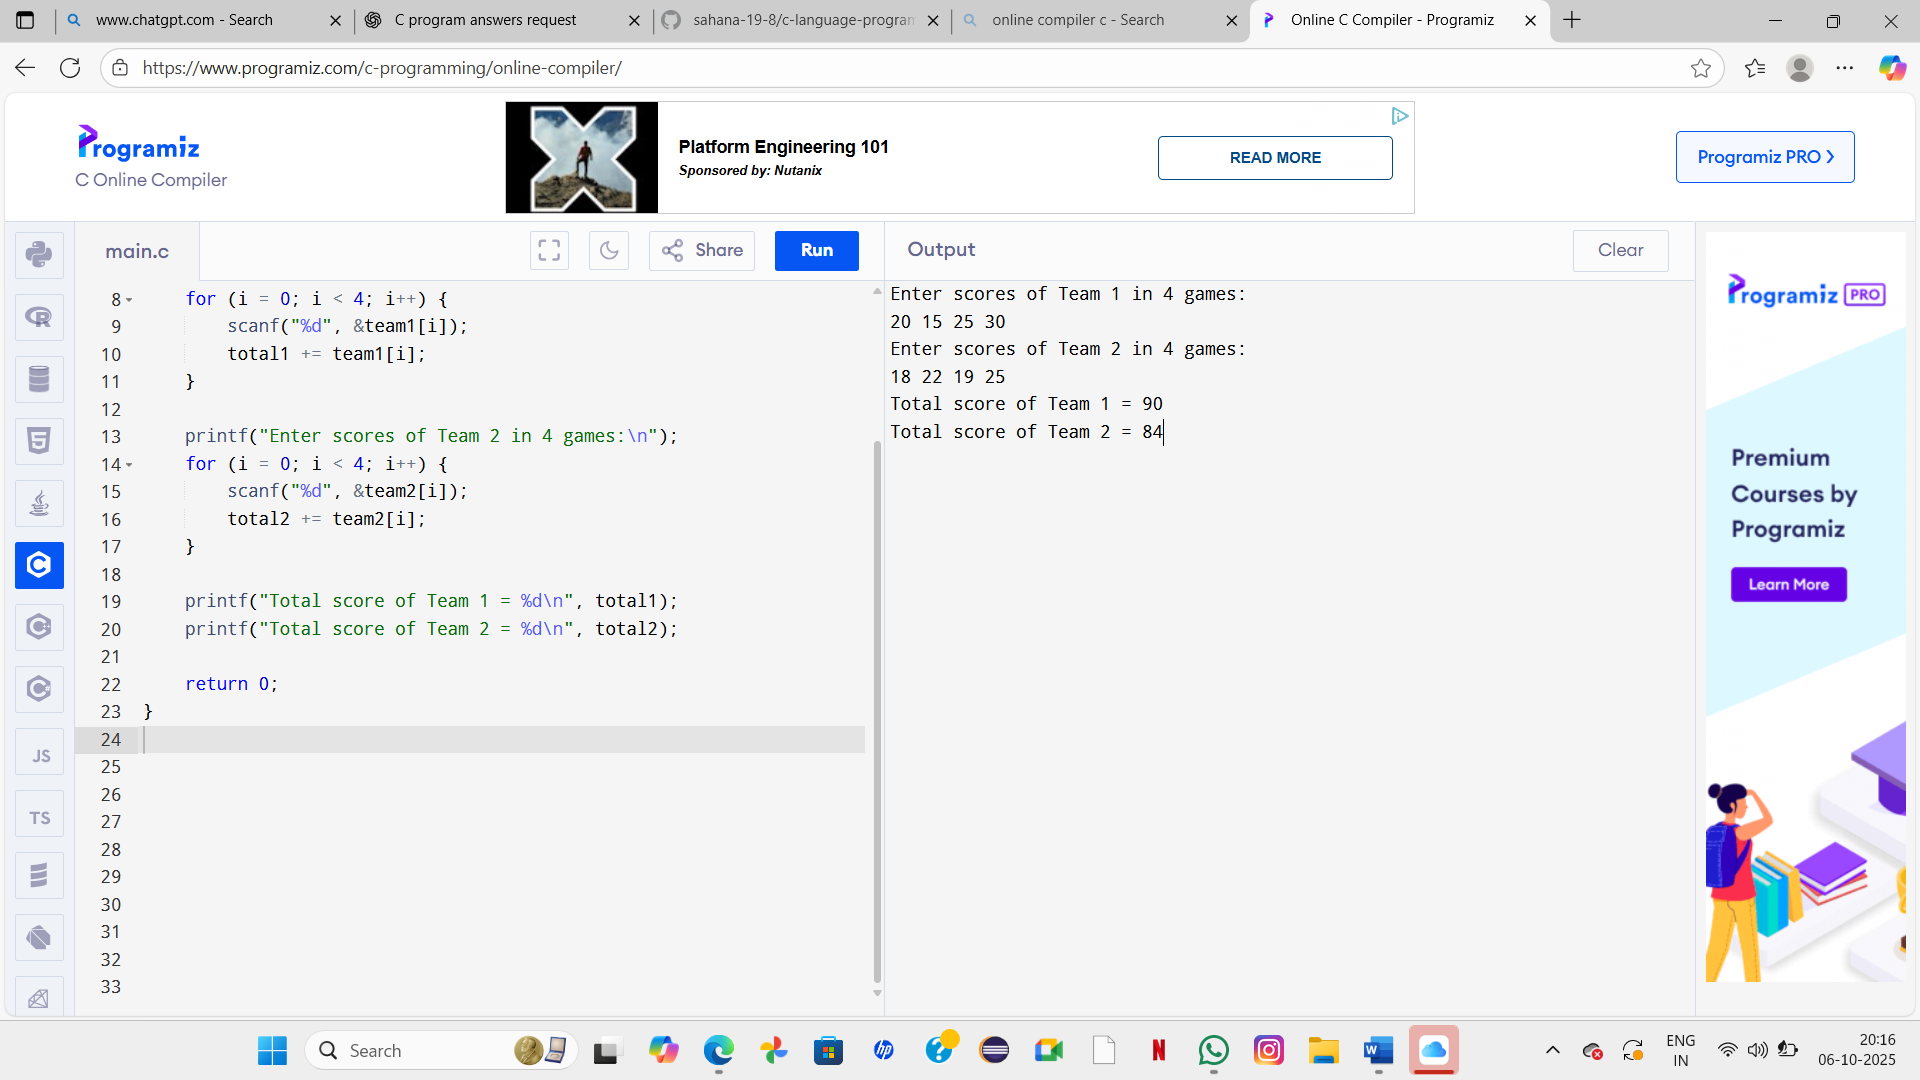 www.chatgpt.com - Search
C program answers request
sahana-19-8/c-language-program
online compiler c - Search
Online C Compiler - Programiz
https://www.programiz.com/c-programming/online-compiler/
Programiz
C Online Compiler
Platform Engineering 101
Sponsored by: Nutanix
READ MORE
Programiz PRO
main.c
Share
Run
Output
Clear
8 for (i = 0; i < 4; i++) {
9 scanf("%d", &team1[i]);
10 total1 += team1[i];
11 }
12
13 printf("Enter scores of Team 2 in 4 games:\n");
14 for (i = 0; i < 4; i++) {
15 scanf("%d", &team2[i]);
16 total2 += team2[i];
17 }
18
19 printf("Total score of Team 1 = %d\n", total1);
20 printf("Total score of Team 2 = %d\n", total2);
21
22 return 0;
23 }
24
25
26
27
28
29
30
31
32
33
JS
TS
Enter scores of Team 1 in 4 games:
20 15 25 30
Enter scores of Team 2 in 4 games:
18 22 19 25
Total score of Team 1 = 90
Total score of Team 2 = 84
Programiz PRO
Premium
Courses by
Programiz
Learn More
Search
hp
ENG
IN
20:16
06-10-2025